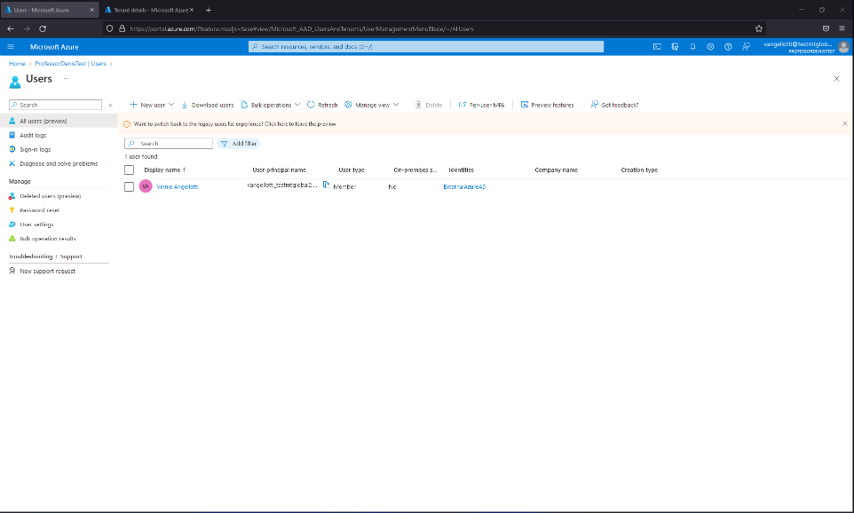 Users - Microsoft Azure
Tenant details - Microsoft Azure
https://portal.azure.com/?feature.msaljs=false#view/Microsoft_AAD_UsersAndTenants/UserManagementMenuBlade/~/AllUsers
Microsoft Azure
Search resources, services, and docs (G+/)
vangellotti@testmtglob...
PROFESSORDENISTEST
Home > ProfessorDenisTest | Users >
Users ...
Search
New user
Download users
Bulk operations
Refresh
Manage view
Delete
Per-user MFA
Preview features
Got feedback?
All users (preview)
Audit logs
Sign-in logs
Diagnose and solve problems
Manage
Deleted users (preview)
Password reset
User settings
Bulk operation results
Troubleshooting + Support
New support request
Want to switch back to the legacy users list experience? Click here to leave the preview.
Search
Add filter
1 user found
Display name ↑ User principal name User type On-premises s... Identities Company name Creation type
VA Vinnie Angellotti vangellotti_testmtglobal2... Member No ExternalAzureAD